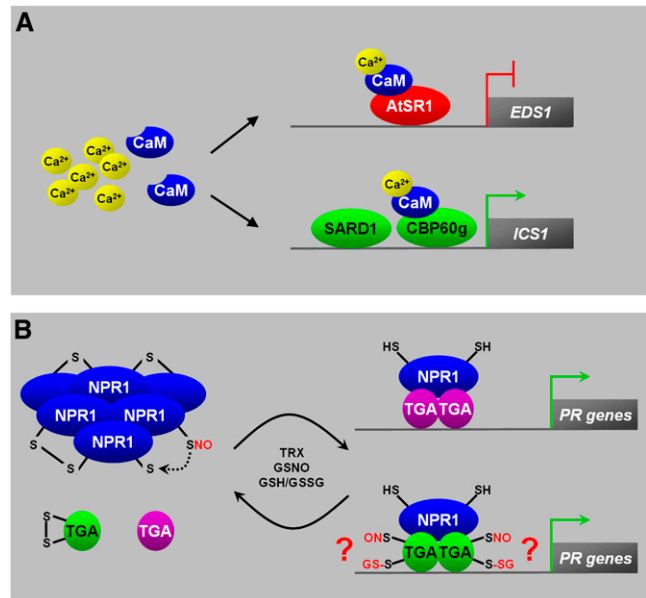 A
Ca2+
CaM
AtSR1
EDS1
Ca2+
Ca2+
Ca2+
Ca2+
Ca2+
Ca2+
CaM
CaM
Ca2+
CaM
SARD1
CBP60g
ICS1
B
S
S
NPR1
NPR1
NPR1
NPR1
S
S
S
SNO
S
S
TGA
S
TGA
TRX
GSNO
GSH/GSSG
HS
SH
NPR1
TGA
TGA
PR genes
HS
SH
NPR1
?
ONS
SNO
?
TGA
TGA
GS-S
S-SG
PR genes